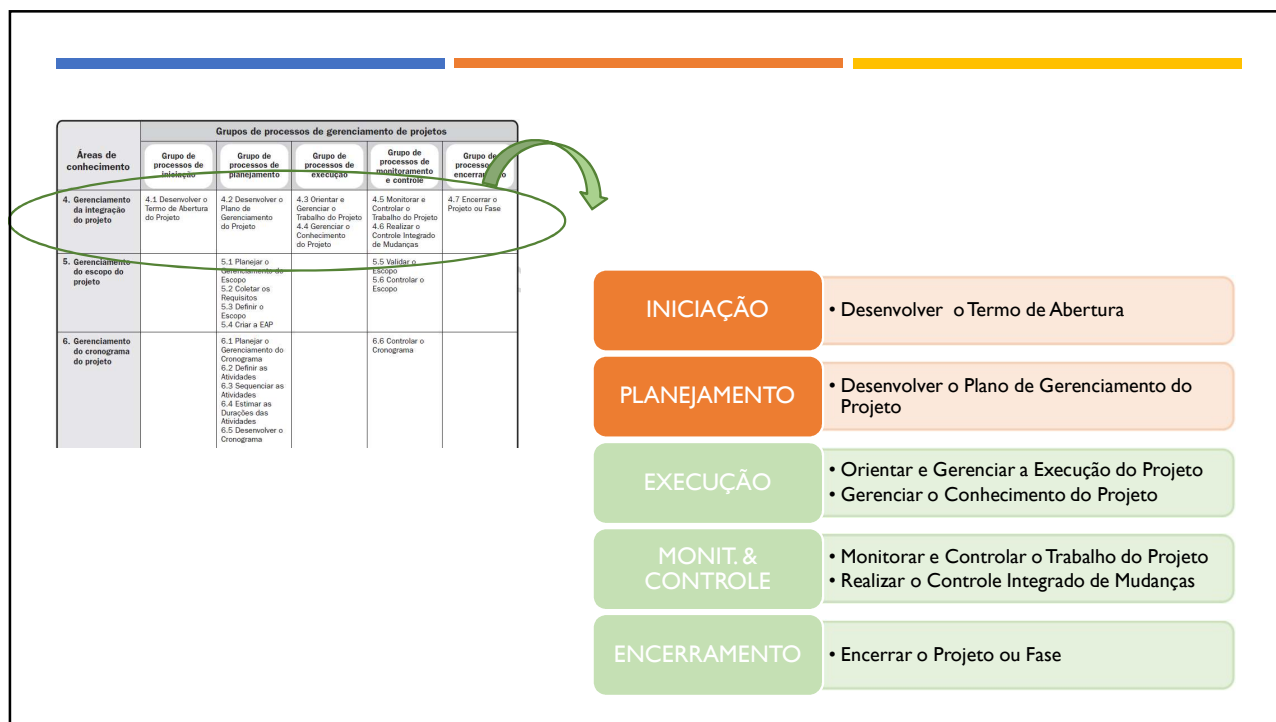 Grupos de processos de gerenciamento de projetos
Áreas de
conhecimento
Grupo de
processos de
iniciação
Grupo de
processos de
planejamento
Grupo de
processos de
execução
Grupo de
processos de
monitoramento
e controle
Grupo de
4. Gerenciamento
da integração
do projeto
4.1 Desenvolver o
Termo de Abertura
do Projeto
4.2 Desenvolver o
Plano de
Gerenciamento
do Projeto
4.3 Orientar e
Gerenciar o
Trabalho do Projeto
4.4 Gerenciar o
Conhecimento
do Projeto
4.5 Monitorar e
Controlar o
Trabalho do Projeto
4.6 Realizar o
Controle Integrado
de Mudanças
4.7 Encerrar o
Projeto ou Fase
5. Gerenciamento
do escopo do
projeto
5.1 Planejar o
Gerenciamento do
Escopo
5.2 Coletar os
Requisitos
5.3 Definir o
Escopo
5.4 Criar a EAP
5.5 Validar o
Escopo
5.6 Controlar o
Escopo
6. Gerenciamento
do cronograma
do projeto
6.1 Planejar o
Gerenciamento do
Cronograma
6.2 Definir as
Atividades
6.3 Sequenciar as
Atividades
6.4 Estimar as
Durações das
Atividades
6.5 Desenvolver o
Cronograma
6.6 Controlar o
Cronograma
INICIAÇÃO
• Desenvolver o Termo de Abertura
PLANEJAMENTO
• Desenvolver o Plano de Gerenciamento do
Projeto
EXECUÇÃO
• Orientar e Gerenciar a Execução do Projeto
• Gerenciar o Conhecimento do Projeto
MONIT. &
CONTROLE
• Monitorar e Controlar o Trabalho do Projeto
• Realizar o Controle Integrado de Mudanças
ENCERRAMENTO
• Encerrar o Projeto ou Fase